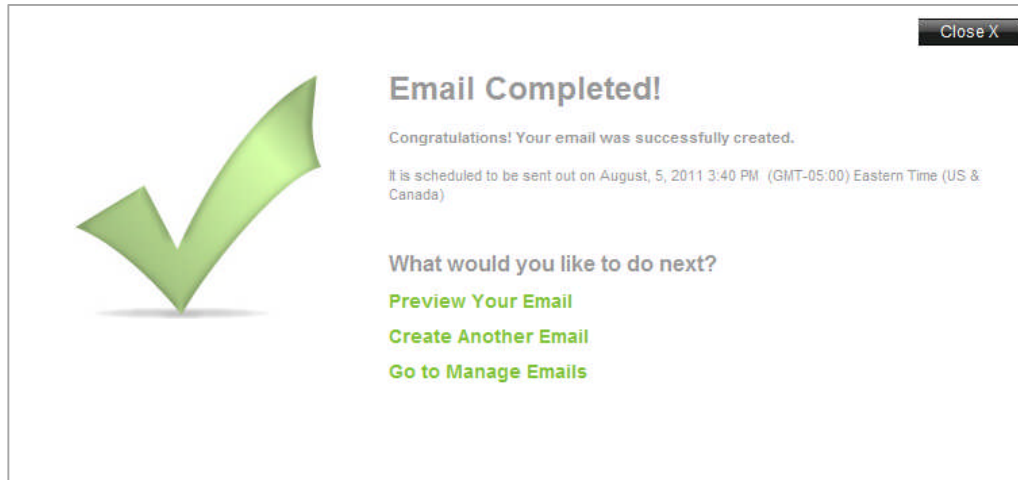 Close X
Email Completed!
Congratulations! Your email was successfully created.
It is scheduled to be sent out on August, 5, 2011 3:40 PM (GMT-05:00) Eastern Time (US &
Canada)
What would you like to do next?
Preview Your Email
Create Another Email
Go to Manage Emails